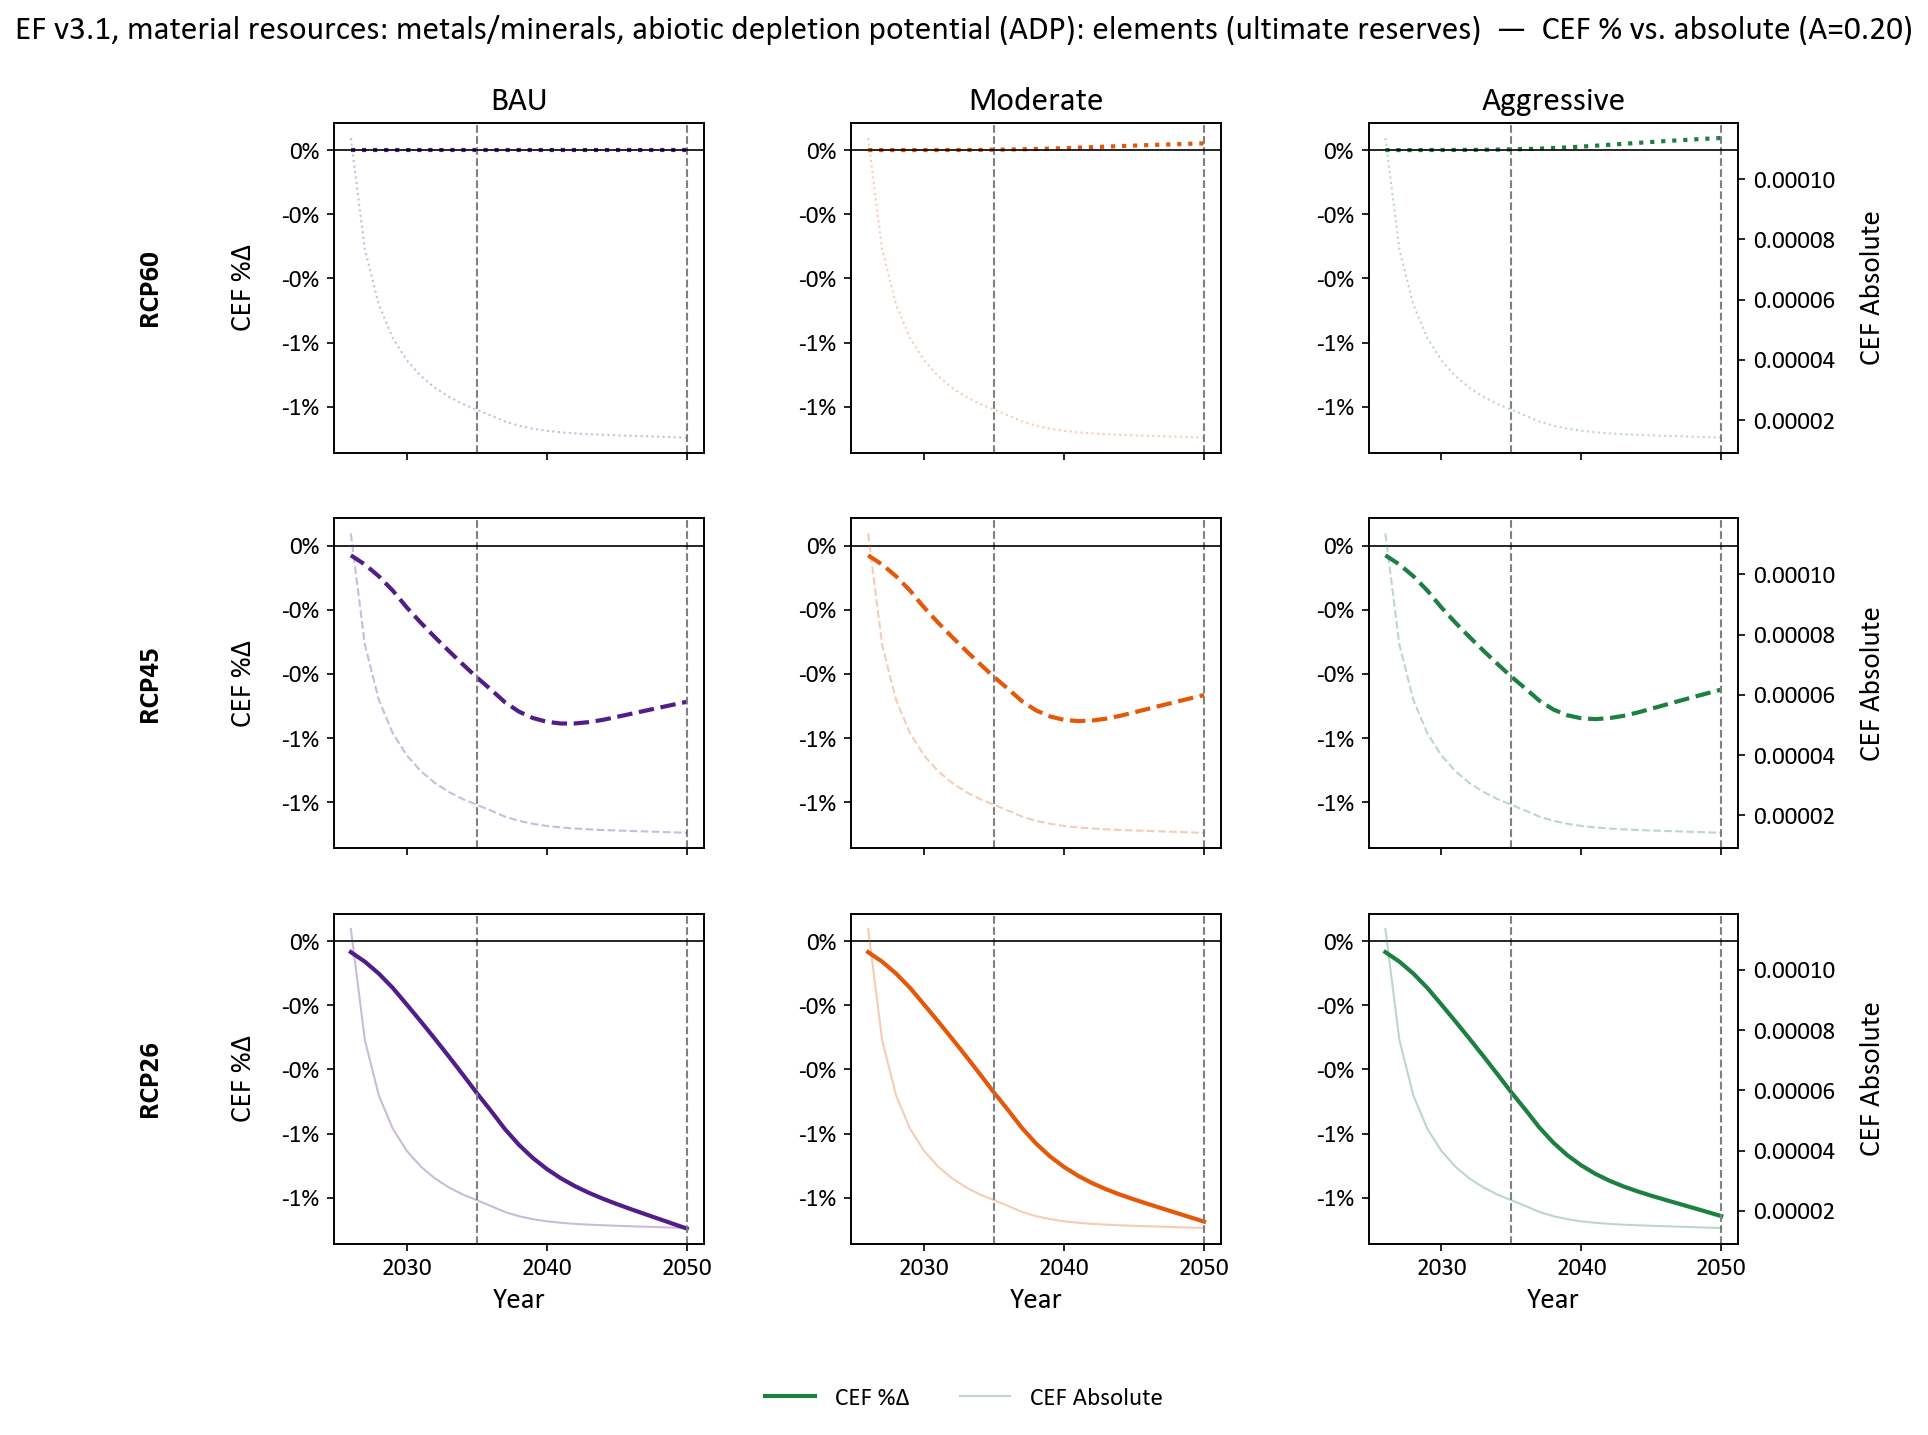 EF v3.1, material resources: metals/minerals, abiotic depletion potential (ADP): elements (ultimate reserves) — CEF % vs. absolute (A=0.20)
BAU
Moderate
Aggressive
RCP60
CEF %Δ
0%
-0%
-0%
-1%
-1%
0%
-0%
-0%
-1%
-1%
0%
-0%
-0%
-1%
-1%
0.00010
0.00008
0.00006
0.00004
0.00002
CEF Absolute
RCP45
CEF %Δ
0%
-0%
-0%
-1%
-1%
0%
-0%
-0%
-1%
-1%
0%
-0%
-0%
-1%
-1%
0.00010
0.00008
0.00006
0.00004
0.00002
CEF Absolute
RCP26
CEF %Δ
0%
-0%
-0%
-1%
-1%
0%
-0%
-0%
-1%
-1%
0%
-0%
-0%
-1%
-1%
0.00010
0.00008
0.00006
0.00004
0.00002
CEF Absolute
2030 2040 2050
2030 2040 2050
2030 2040 2050
Year
Year
Year
CEF %Δ
CEF Absolute